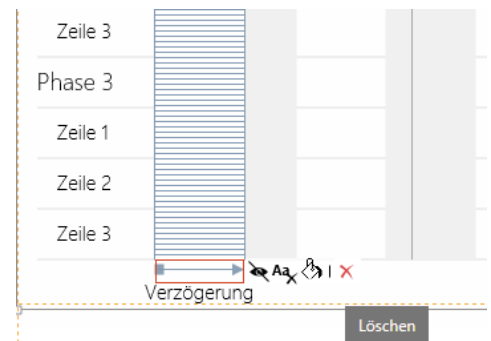 Zeile 3
Phase 3
Zeile 1
Zeile 2
Zeile 3
Aa
Verzögerung
Löschen